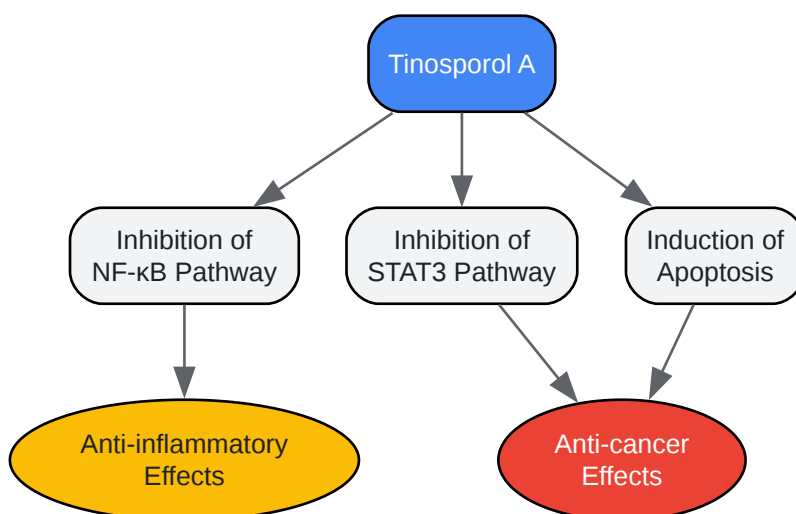 Tinosporol A
Inhibition of
NF-κB Pathway
Inhibition of
STAT3 Pathway
Induction of
Apoptosis
Anti-inflammatory
Effects
Anti-cancer
Effects